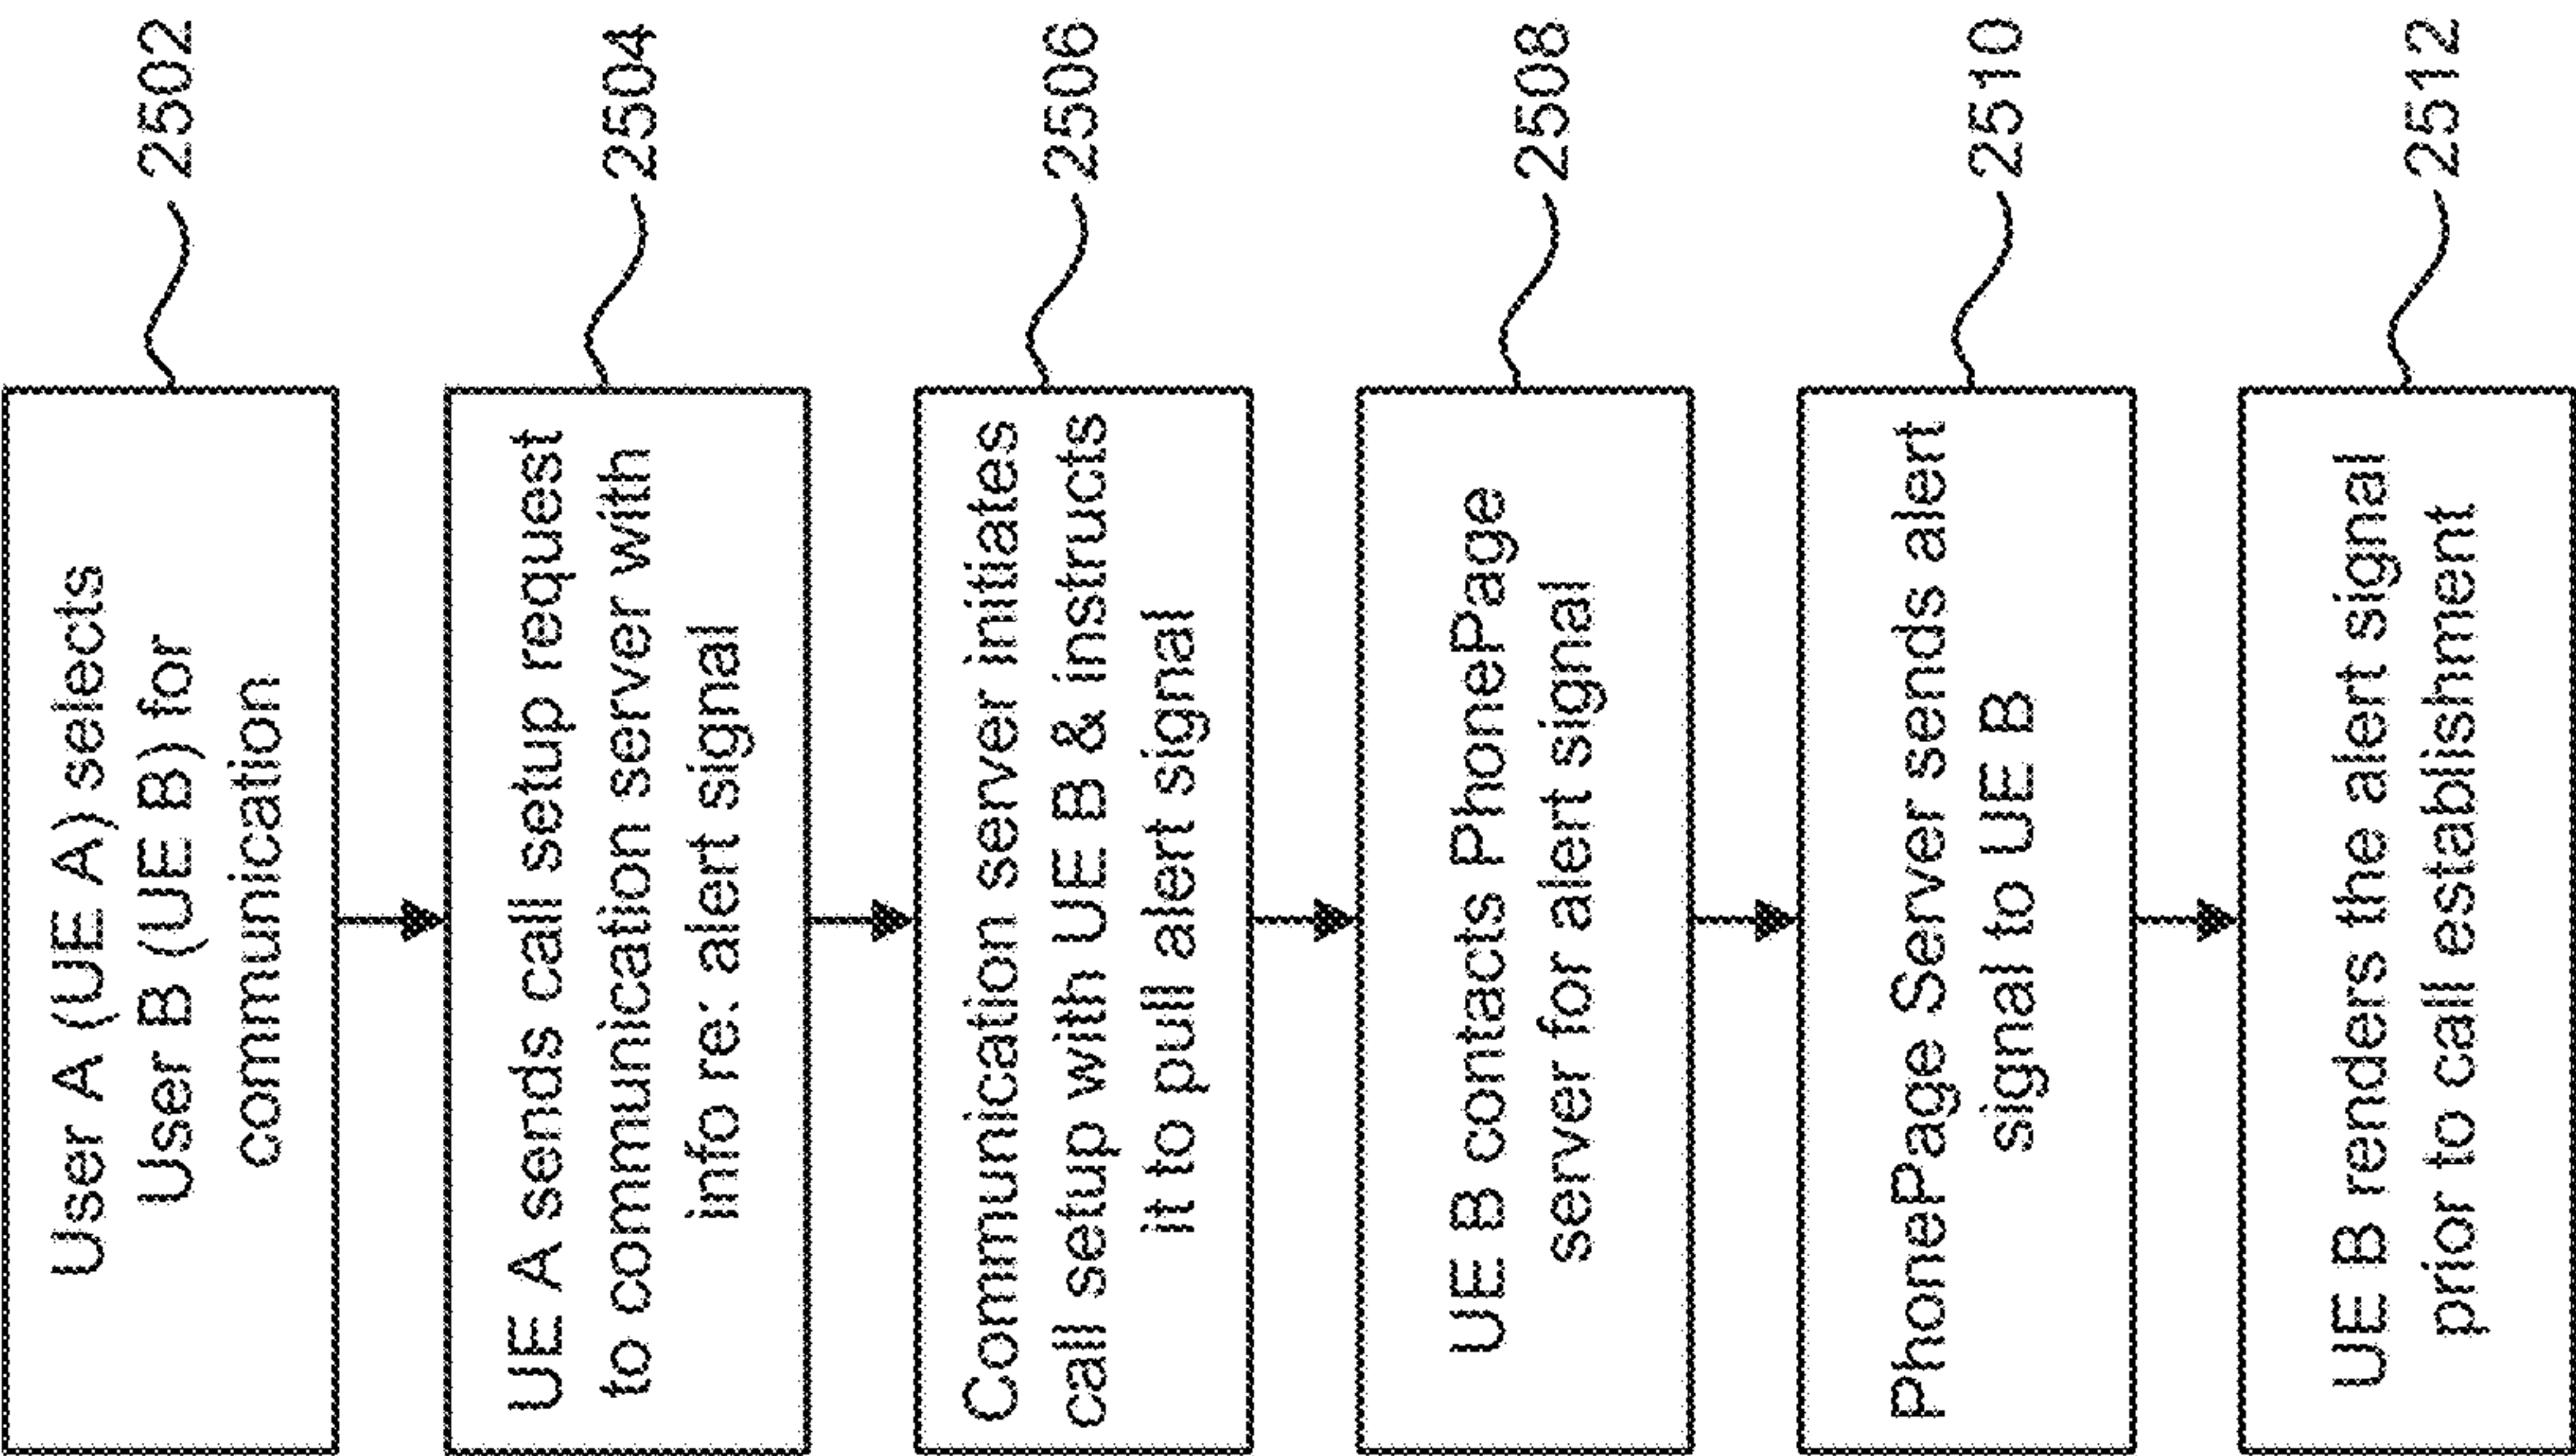 User A (UE A) selects
User B (UE B) for
communication
2502
UE A sends call setup request
to communication server with
info re: alert signal
2504
Communication server initiates
call setup with UE B & instructs
it to pull alert signal
2506
UE B contacts PhonePage
server for alert signal
2508
PhonePage Server sends alert
signal to UE B
2510
UE B renders the alert signal
prior to call establishment
2512